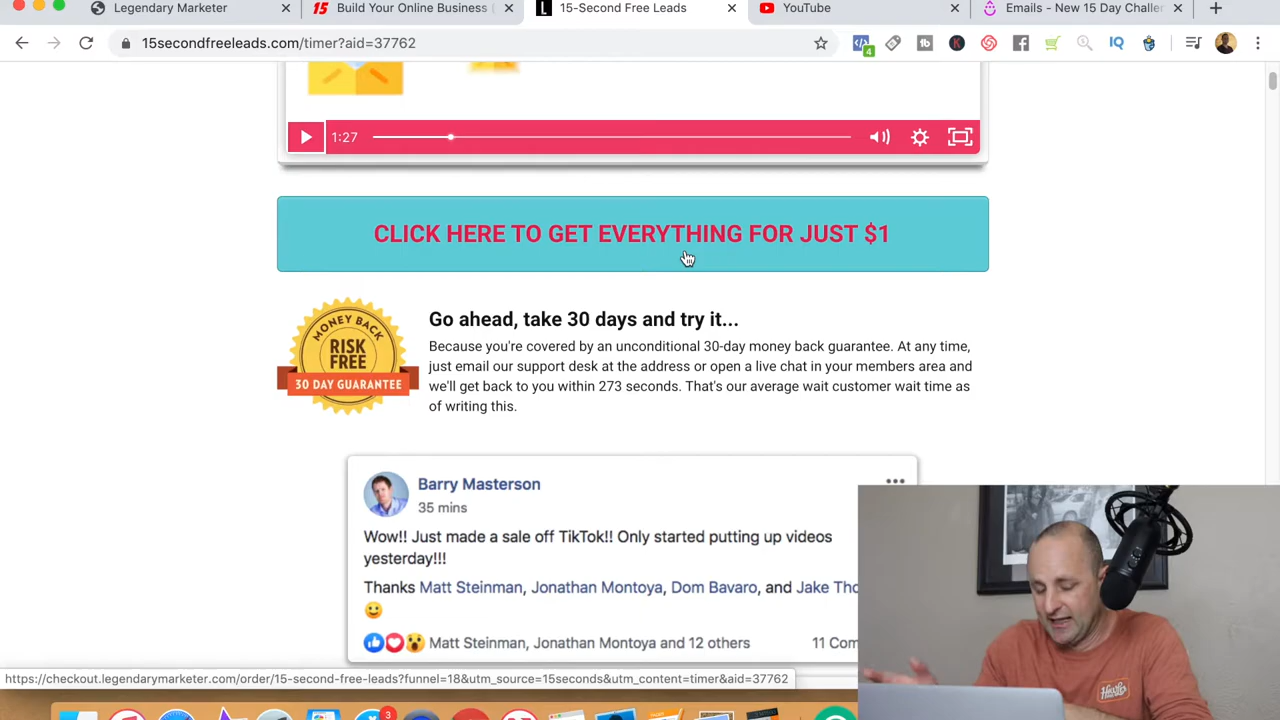 Legendary Marketer
15
Build Your Online Business
L
15-Second Free Leads
YouTube
Emails - New 15 Day Challer
15secondfreeleads.com/timer?aid=37762
4
tb
K
IQ
1:27
CLICK HERE TO GET EVERYTHING FOR JUST $1
MONEY BACK
RISK
FREE
30 DAY GUARANTEE
Go ahead, take 30 days and try it...
Because you're covered by an unconditional 30-day money back guarantee. At any time,
just email our support desk at the address or open a live chat in your members area and
we'll get back to you within 273 seconds. That's our average wait customer wait time as
of writing this.
Barry Masterson
35 mins
Wow!! Just made a sale off TikTok!! Only started putting up videos
yesterday!!!
Thanks Matt Steinman, Jonathan Montoya, Dom Bavaro, and Jake Tho
Matt Steinman, Jonathan Montoya and 12 others
11 Com
https://checkout.legendarymarketer.com/order/15-second-free-leads?funnel=18&utm_source=15seconds&utm_content=timer&aid=37762
3